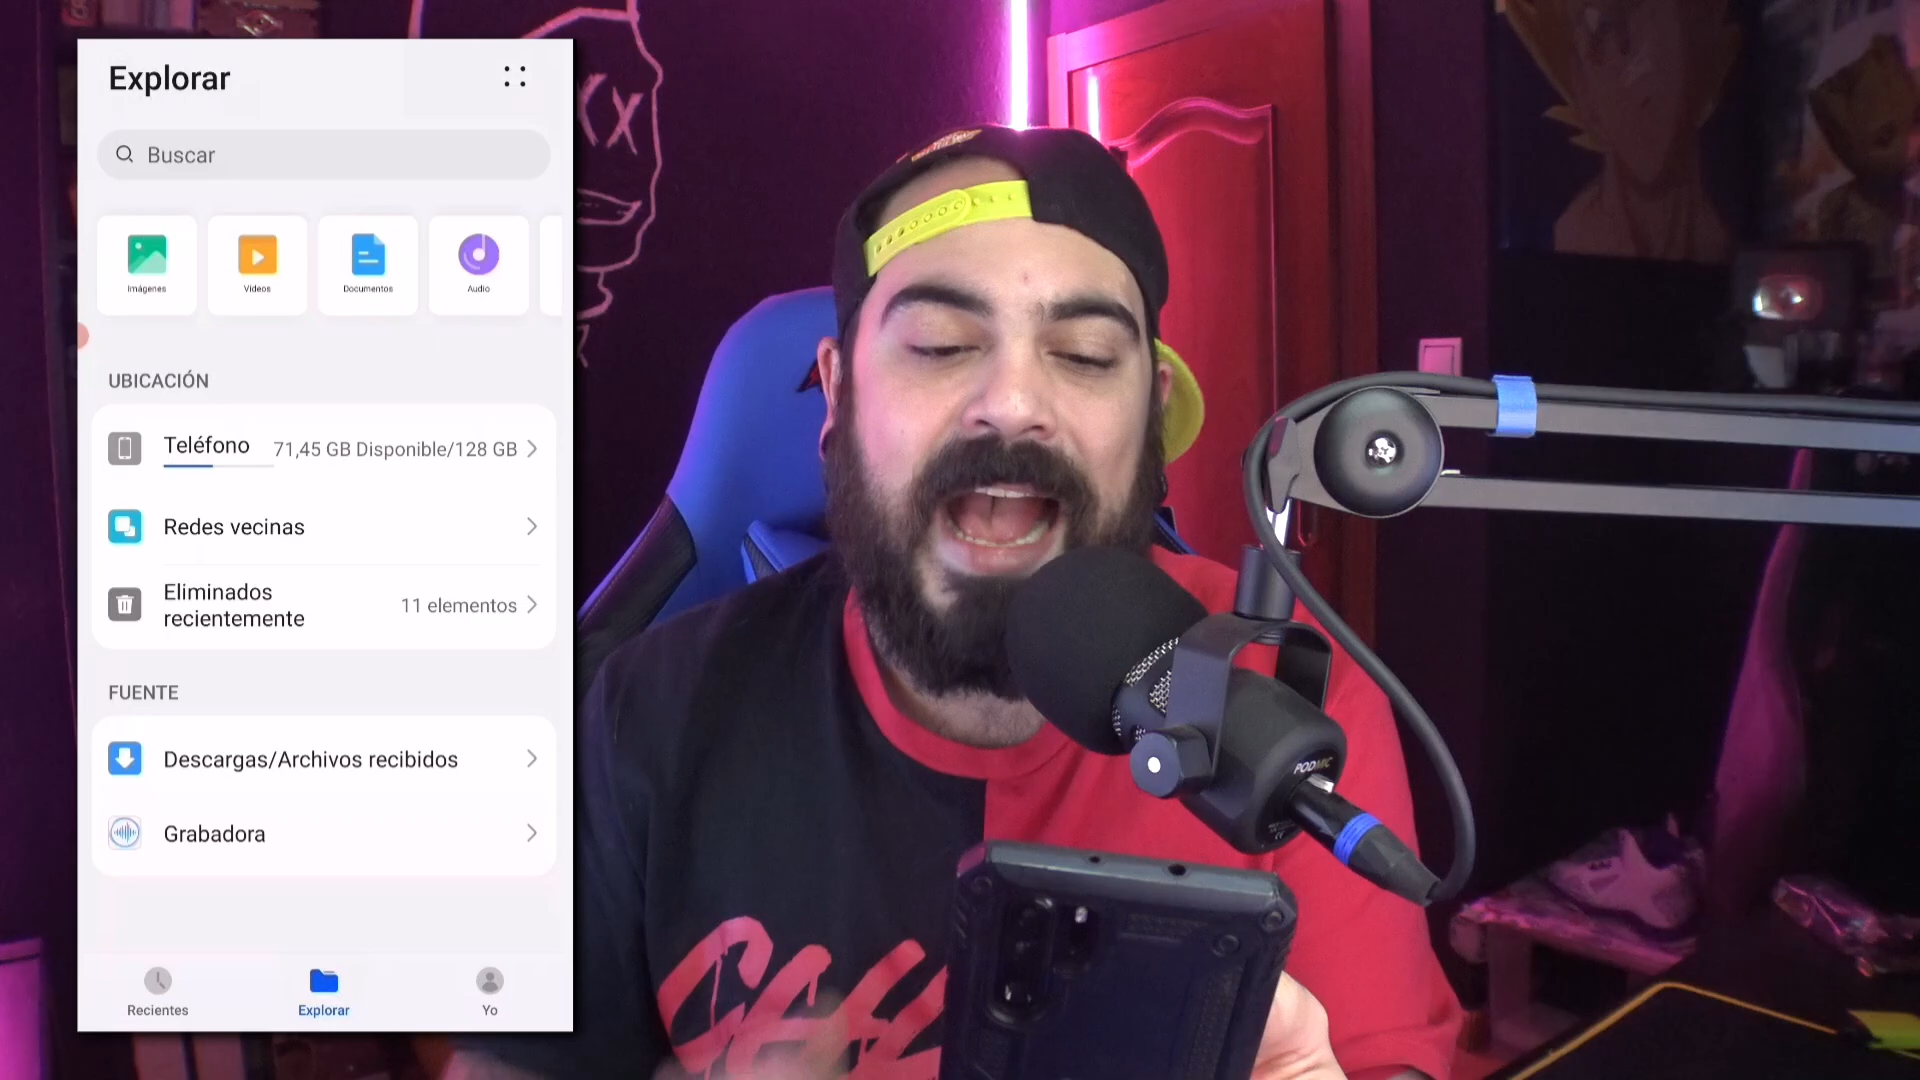 Explorar
Buscar
Imágenes
Vídeos
Documentos
Audio
UBICACIÓN
Teléfono 71,45 GB Disponible/128 GB
Redes vecinas
Eliminados
recientemente
11 elementos
FUENTE
Descargas/Archivos recibidos
Grabadora
Recientes
Explorar
Yo
PODMIC